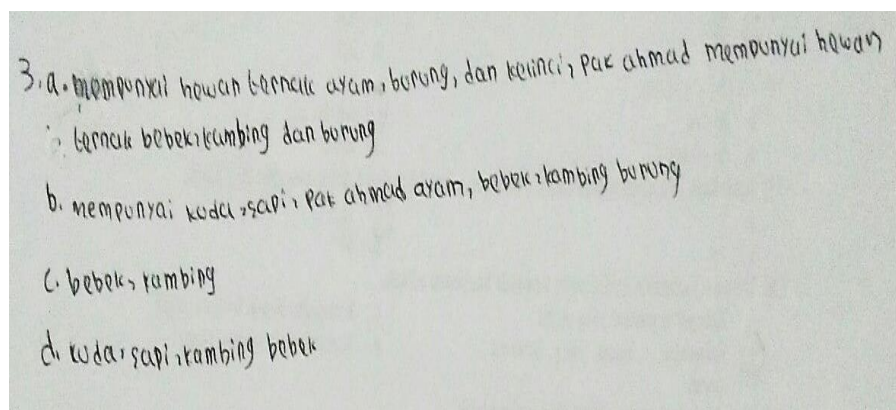 3. a. mempunyai hewan ternak ayam, burung, dan kelinci, pak ahmad mempunyai hewan
ternak bebek, kambing dan burung
b. mempunyai kuda, sapi, pak ahmad ayam, bebek, kambing burung
c. bebek, kambing
d. kuda, sapi, kambing bebek